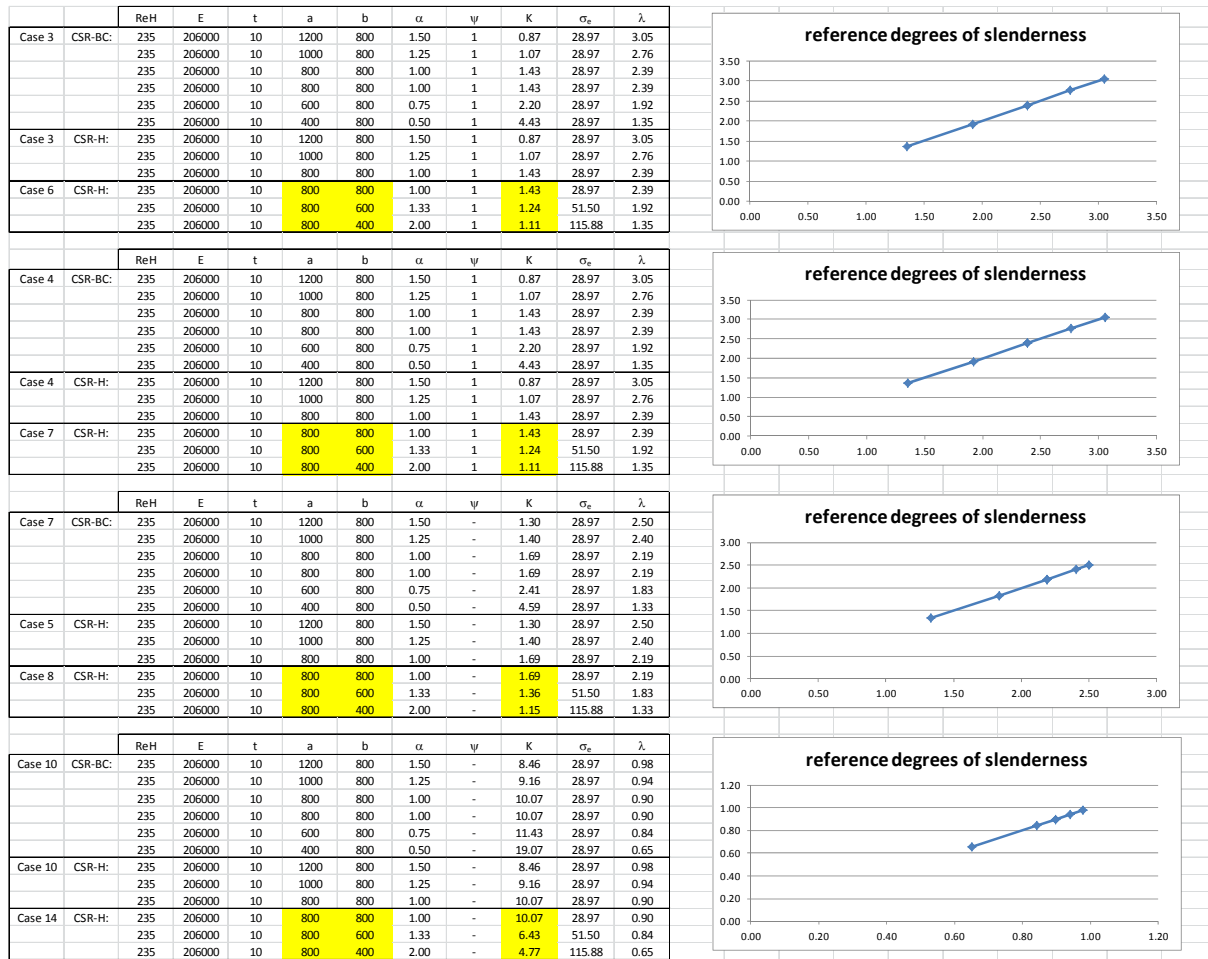 ReH E t a b α ψ K σe λ
Case 3 CSR-BC: 235 206000 10 1200 800 1.50 1 0.87 28.97 3.05
235 206000 10 1000 800 1.25 1 1.07 28.97 2.76
235 206000 10 800 800 1.00 1 1.43 28.97 2.39
235 206000 10 800 800 1.00 1 1.43 28.97 2.39
235 206000 10 600 800 0.75 1 2.20 28.97 1.92
235 206000 10 400 800 0.50 1 4.43 28.97 1.35
Case 3 CSR-H: 235 206000 10 1200 800 1.50 1 0.87 28.97 3.05
235 206000 10 1000 800 1.25 1 1.07 28.97 2.76
235 206000 10 800 800 1.00 1 1.43 28.97 2.39
Case 6 CSR-H: 235 206000 10 800 800 1.00 1 1.43 28.97 2.39
235 206000 10 800 600 1.33 1 1.24 51.50 1.92
235 206000 10 800 400 2.00 1 1.11 115.88 1.35
reference degrees of slenderness
3.50
3.00
2.50
2.00
1.50
1.00
0.50
0.00
0.00 0.50 1.00 1.50 2.00 2.50 3.00 3.50
ReH E t a b α ψ K σe λ
Case 4 CSR-BC: 235 206000 10 1200 800 1.50 1 0.87 28.97 3.05
235 206000 10 1000 800 1.25 1 1.07 28.97 2.76
235 206000 10 800 800 1.00 1 1.43 28.97 2.39
235 206000 10 800 800 1.00 1 1.43 28.97 2.39
235 206000 10 600 800 0.75 1 2.20 28.97 1.92
235 206000 10 400 800 0.50 1 4.43 28.97 1.35
Case 4 CSR-H: 235 206000 10 1200 800 1.50 1 0.87 28.97 3.05
235 206000 10 1000 800 1.25 1 1.07 28.97 2.76
235 206000 10 800 800 1.00 1 1.43 28.97 2.39
Case 7 CSR-H: 235 206000 10 800 800 1.00 1 1.43 28.97 2.39
235 206000 10 800 600 1.33 1 1.24 51.50 1.92
235 206000 10 800 400 2.00 1 1.11 115.88 1.35
reference degrees of slenderness
3.50
3.00
2.50
2.00
1.50
1.00
0.50
0.00
0.00 0.50 1.00 1.50 2.00 2.50 3.00 3.50
ReH E t a b α ψ K σe λ
Case 7 CSR-BC: 235 206000 10 1200 800 1.50 - 1.30 28.97 2.50
235 206000 10 1000 800 1.25 - 1.40 28.97 2.40
235 206000 10 800 800 1.00 - 1.69 28.97 2.19
235 206000 10 800 800 1.00 - 1.69 28.97 2.19
235 206000 10 600 800 0.75 - 2.41 28.97 1.83
235 206000 10 400 800 0.50 - 4.59 28.97 1.33
Case 5 CSR-H: 235 206000 10 1200 800 1.50 - 1.30 28.97 2.50
235 206000 10 1000 800 1.25 - 1.40 28.97 2.40
235 206000 10 800 800 1.00 - 1.69 28.97 2.19
Case 8 CSR-H: 235 206000 10 800 800 1.00 - 1.69 28.97 2.19
235 206000 10 800 600 1.33 - 1.36 51.50 1.83
235 206000 10 800 400 2.00 - 1.15 115.88 1.33
reference degrees of slenderness
3.00
2.50
2.00
1.50
1.00
0.50
0.00
0.00 0.50 1.00 1.50 2.00 2.50 3.00
ReH E t a b α ψ K σe λ
Case 10 CSR-BC: 235 206000 10 1200 800 1.50 - 8.46 28.97 0.98
235 206000 10 1000 800 1.25 - 9.16 28.97 0.94
235 206000 10 800 800 1.00 - 10.07 28.97 0.90
235 206000 10 800 800 1.00 - 10.07 28.97 0.90
235 206000 10 600 800 0.75 - 11.43 28.97 0.84
235 206000 10 400 800 0.50 - 19.07 28.97 0.65
Case 10 CSR-H: 235 206000 10 1200 800 1.50 - 8.46 28.97 0.98
235 206000 10 1000 800 1.25 - 9.16 28.97 0.94
235 206000 10 800 800 1.00 - 10.07 28.97 0.90
Case 14 CSR-H: 235 206000 10 800 800 1.00 - 10.07 28.97 0.90
235 206000 10 800 600 1.33 - 6.43 51.50 0.84
235 206000 10 800 400 2.00 - 4.77 115.88 0.65
reference degrees of slenderness
1.20
1.00
0.80
0.60
0.40
0.20
0.00
0.00 0.20 0.40 0.60 0.80 1.00 1.20